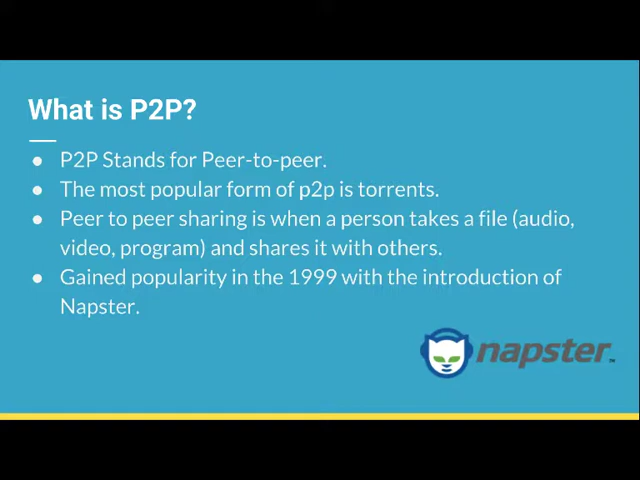 What is P2P?
● P2P Stands for Peer-to-peer.
● The most popular form of p2p is torrents.
● Peer to peer sharing is when a person takes a file (audio,
video, program) and shares it with others.
● Gained popularity in the 1999 with the introduction of
Napster.
napster™